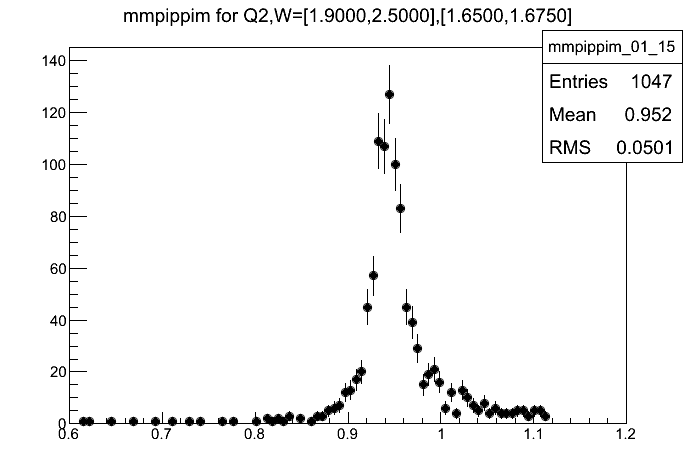 mmpippim for Q2,W=[1.9000,2.5000],[1.6500,1.6750]
mmpippim_01_15
Entries 1047
Mean 0.952
RMS 0.0501
140
120
100
80
60
40
20
0
0.6 0.7 0.8 0.9 1 1.1 1.2